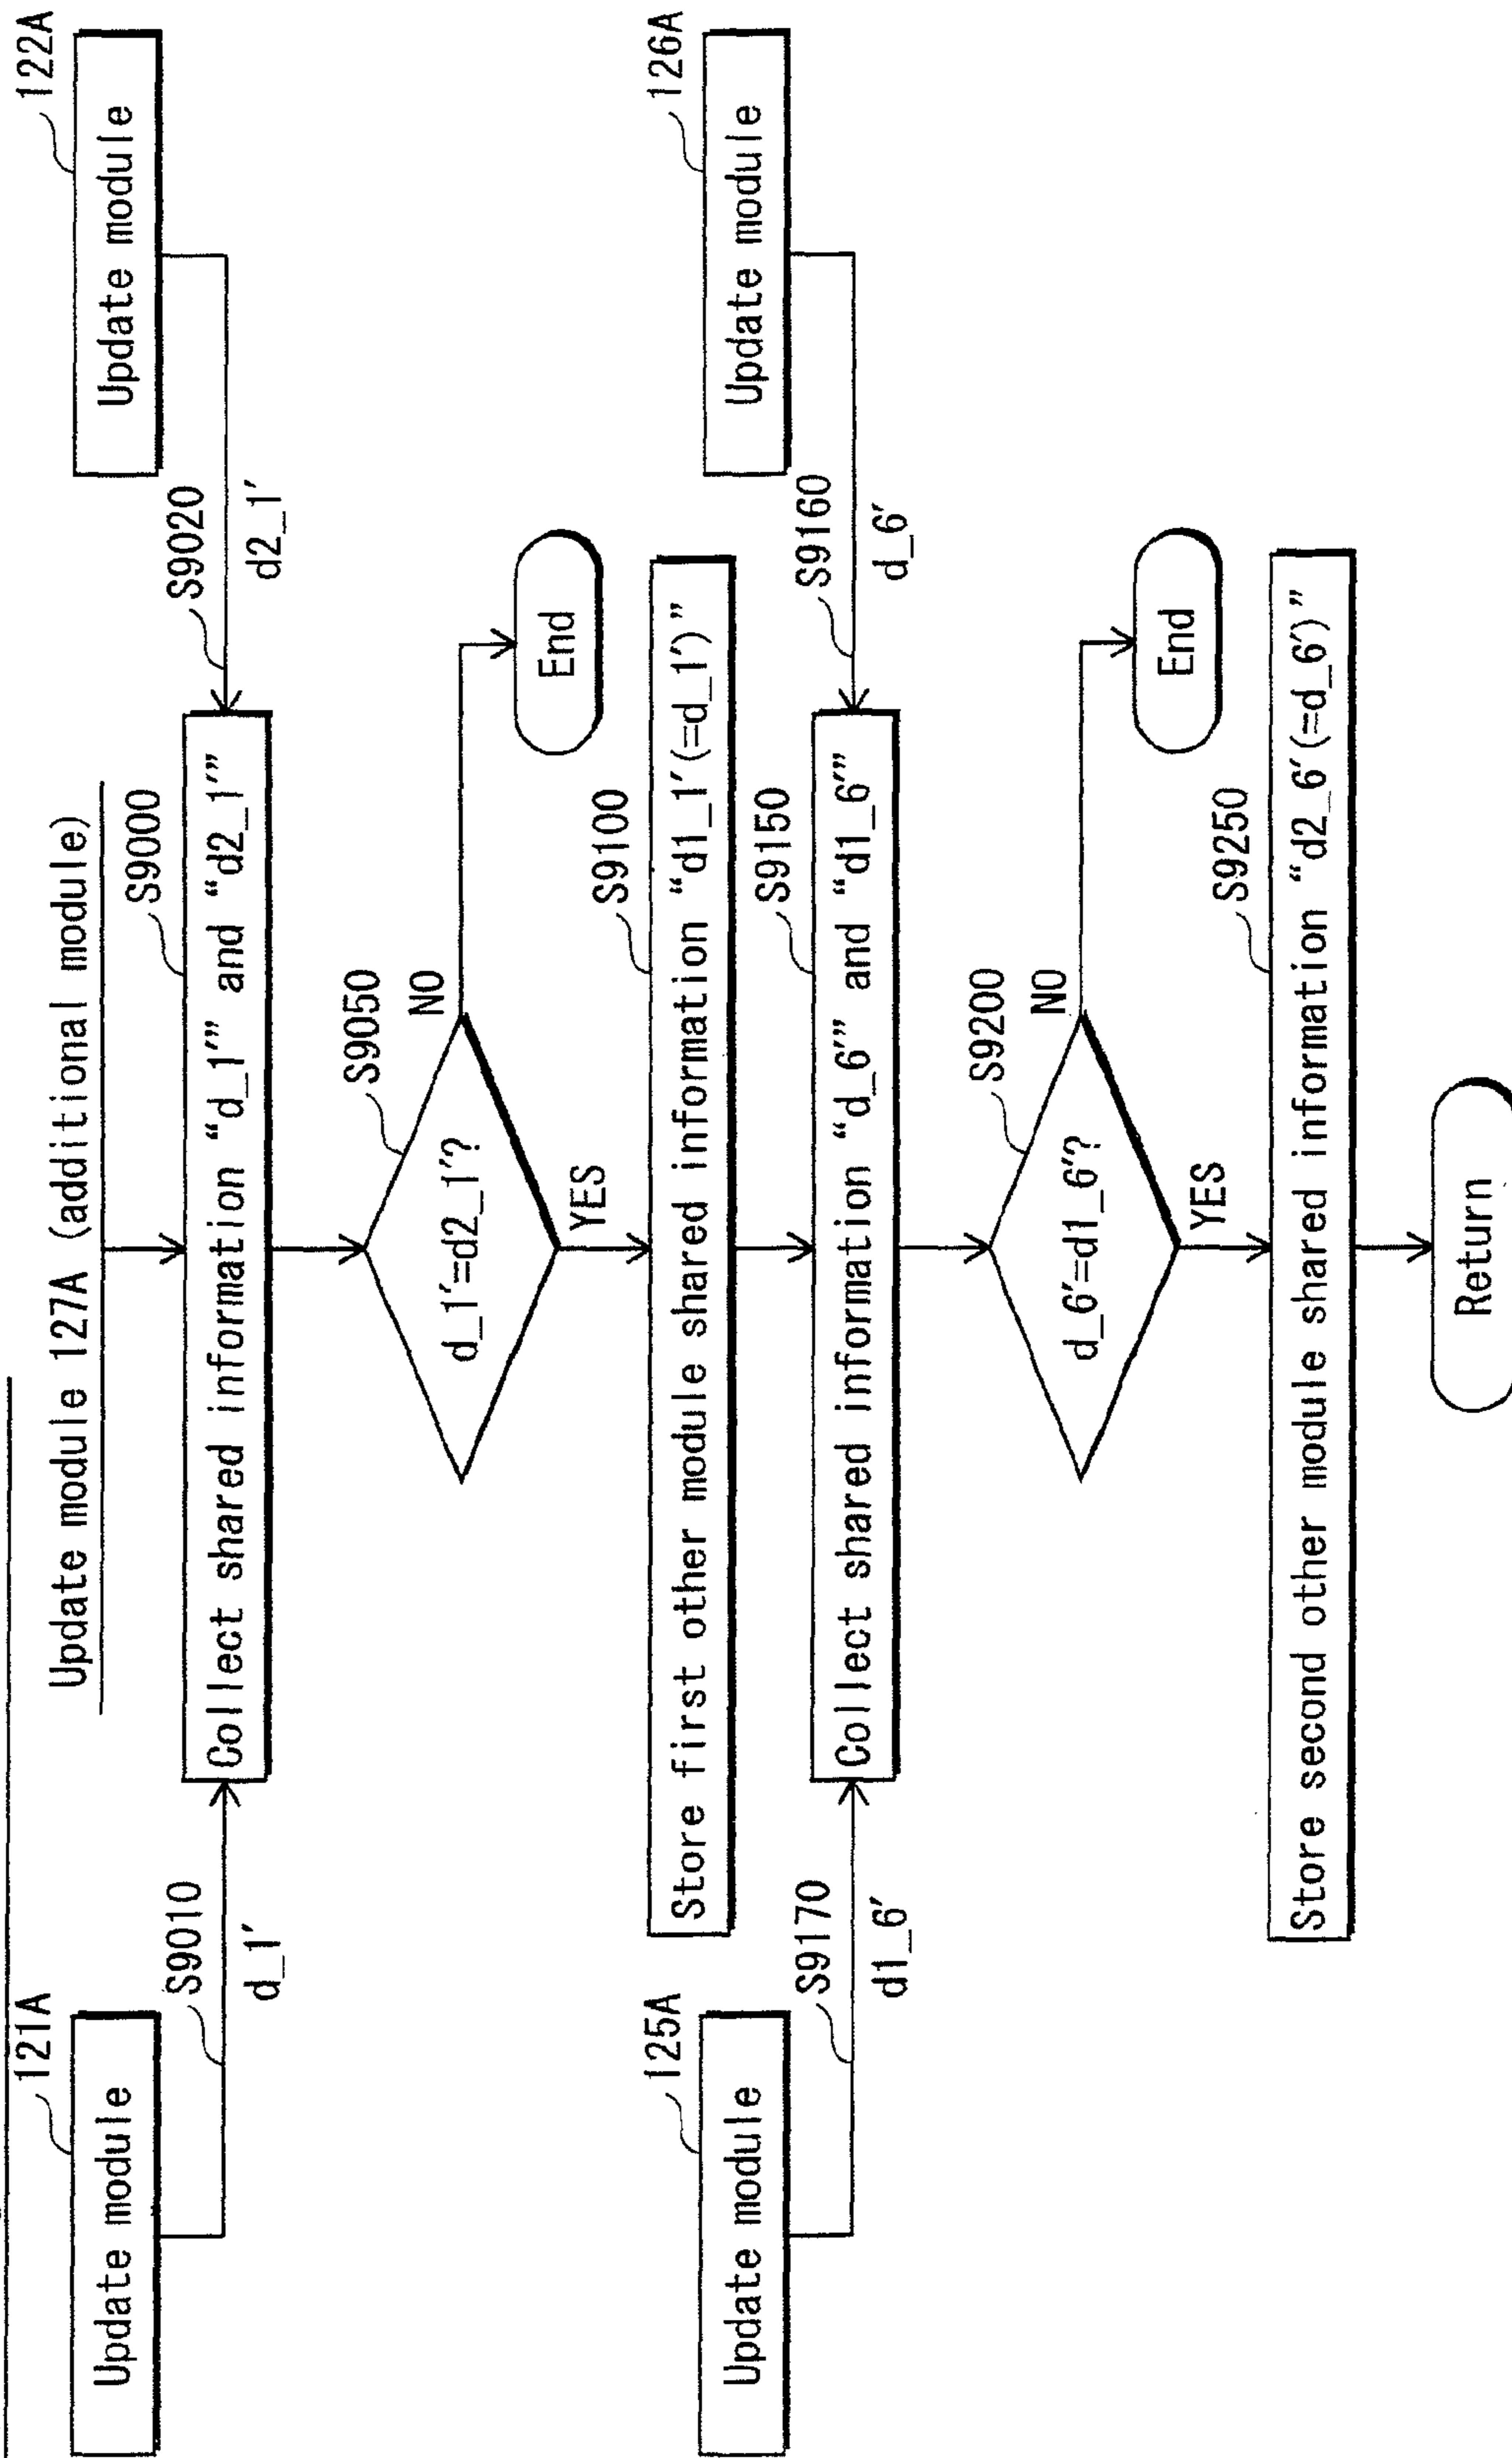 Update module 127A (additional module)
121A
Update module
122A
Update module
S9010
d_1′
S9000
Collect shared information “d_1′” and “d2_1′”
S9020
d2_1′
S9050
d_1′=d2_1′?
NO
End
YES
S9100
Store first other module shared information “d1_1′(=d_1′)”
125A
Update module
126A
Update module
S9170
d1_6′
S9150
Collect shared information “d_6′” and “d1_6′”
S9160
d_6′
S9200
d_6′=d1_6′?
NO
End
YES
S9250
Store second other module shared information “d2_6′(=d_6′)”
Return